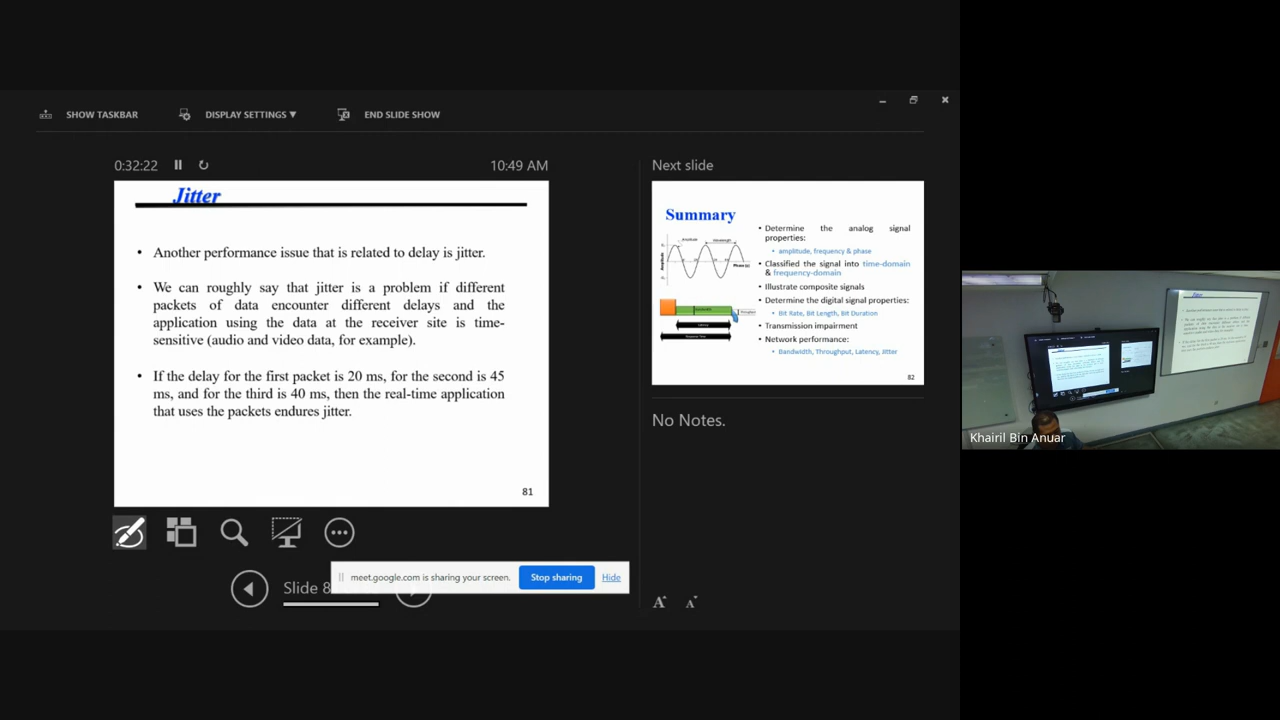 SHOW TASKBAR
DISPLAY SETTINGS ▼
END SLIDE SHOW
0:32:22
10:49 AM
Jitter
• Another performance issue that is related to delay is jitter.
• We can roughly say that jitter is a problem if different
packets of data encounter different delays and the
application using the data at the receiver site is time-
sensitive (audio and video data, for example).
• If the delay for the first packet is 20 ms, for the second is 45
ms, and for the third is 40 ms, then the real-time application
that uses the packets endures jitter.
81
Slide 8
meet.google.com is sharing your screen.
Stop sharing
Hide
Next slide
Summary
• Determine the analog signal
properties:
• amplitude, frequency & phase
• Classified the signal into time-domain
& frequency-domain
• Illustrate composite signals
• Determine the digital signal properties:
• Bit Rate, Bit Length, Bit Duration
• Transmission impairment
• Network performance:
• Bandwidth, Throughput, Latency, Jitter
82
No Notes.
A A
Khairil Bin Anuar